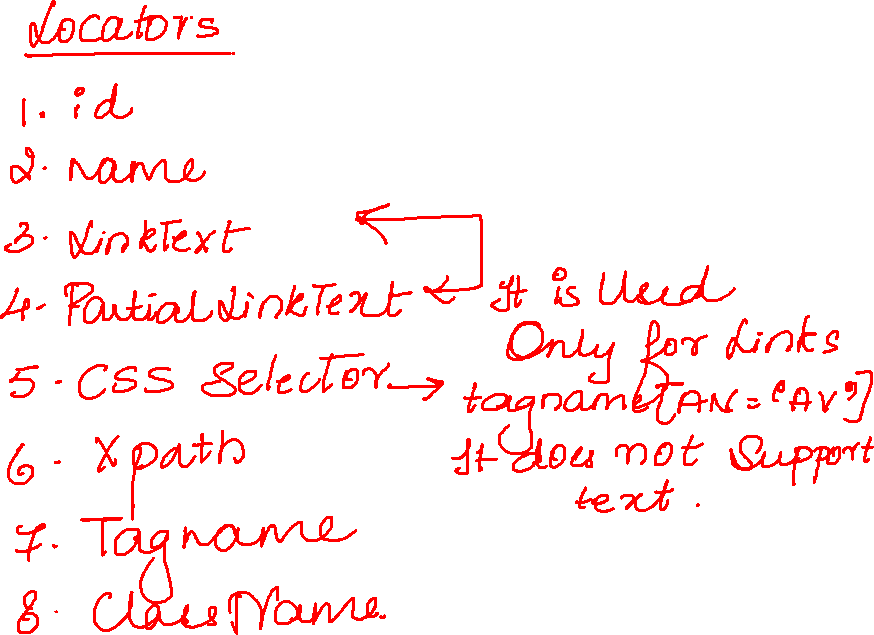 Locators
1. id
2. name
3. LinkText
4. PartialLinkText
It is Used
Only for Links
5. CSS Selector
tagname[AN='AV']
It does not Support
text.
6. Xpath
7. Tagname
8. ClassName